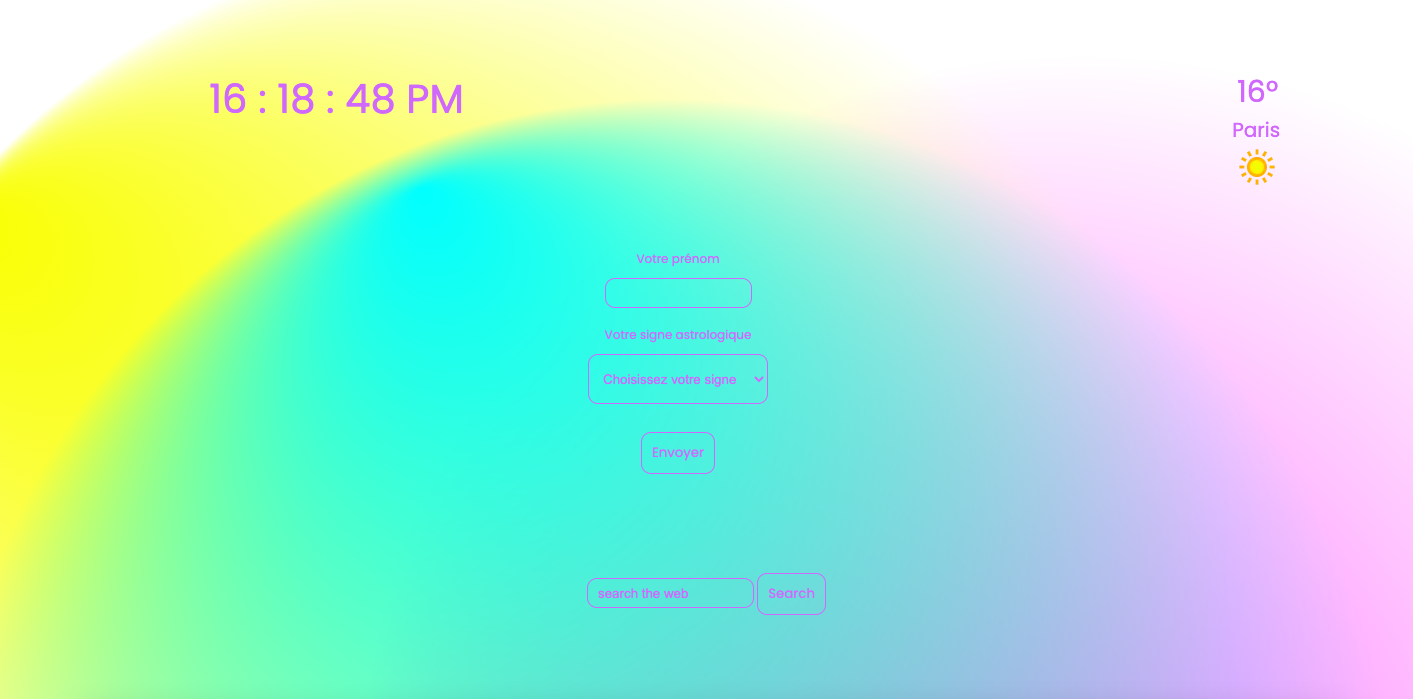 16 : 18 : 48 PM
16°
Paris
Votre prénom
Votre signe astrologique
Choisissez votre signe
Envoyer
search the web
Search